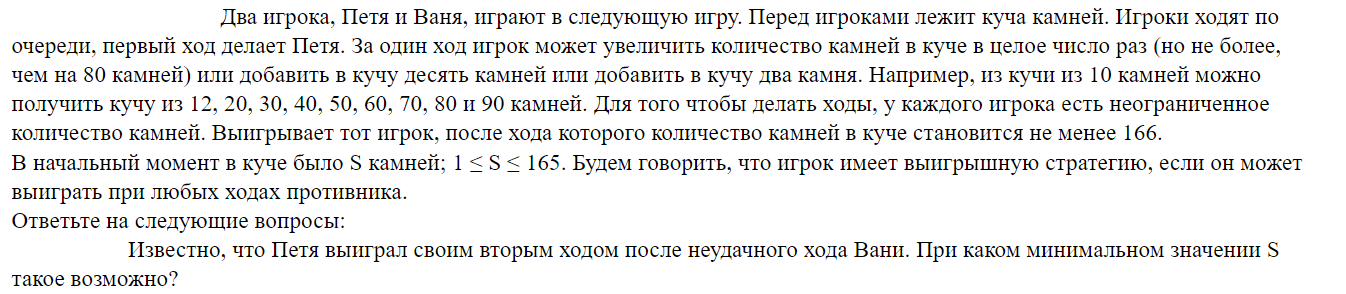 Два игрока, Петя и Ваня, играют в следующую игру. Перед игроками лежит куча камней. Игроки ходят по
очереди, первый ход делает Петя. За один ход игрок может увеличить количество камней в куче в целое число раз (но не более,
чем на 80 камней) или добавить в кучу десять камней или добавить в кучу два камня. Например, из кучи из 10 камней можно
получить кучу из 12, 20, 30, 40, 50, 60, 70, 80 и 90 камней. Для того чтобы делать ходы, у каждого игрока есть неограниченное
количество камней. Выигрывает тот игрок, после хода которого количество камней в куче становится не менее 166.
В начальный момент в куче было S камней; 1 ≤ S ≤ 165. Будем говорить, что игрок имеет выигрышную стратегию, если он может
выиграть при любых ходах противника.
Ответьте на следующие вопросы:
Известно, что Петя выиграл своим вторым ходом после неудачного хода Вани. При каком минимальном значении S
такое возможно?